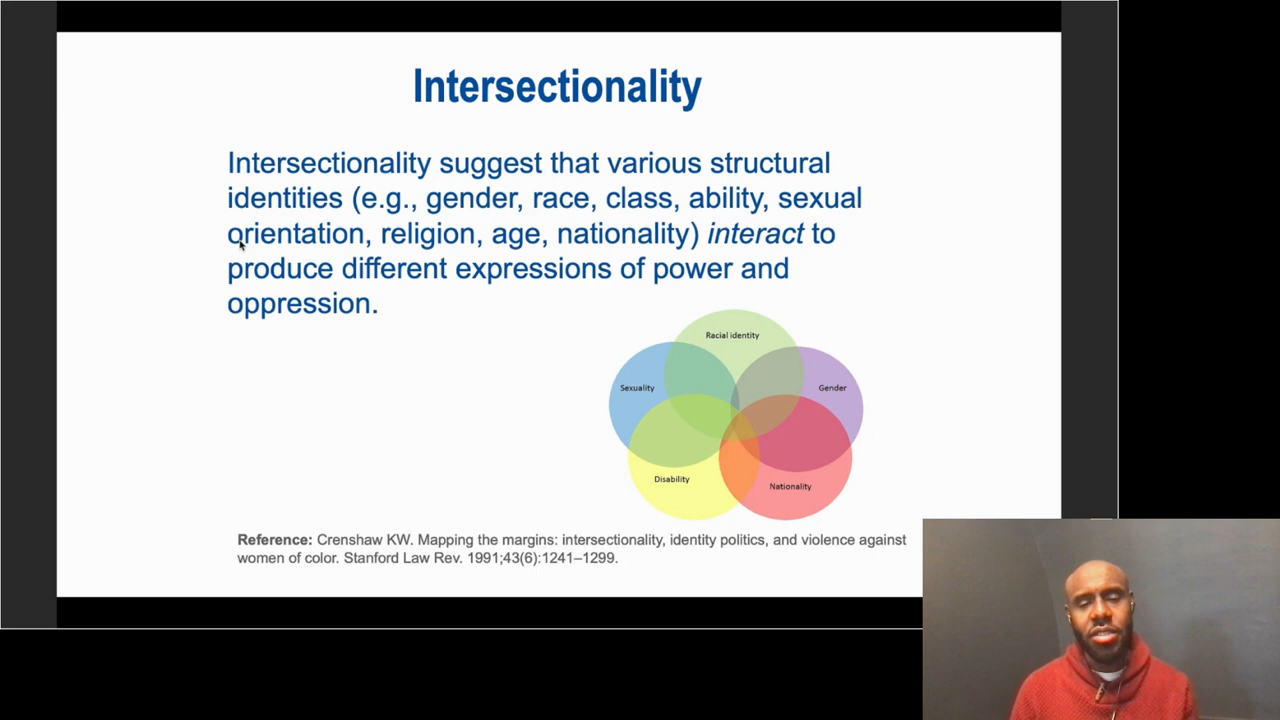 Intersectionality
Intersectionality suggest that various structural
identities (e.g., gender, race, class, ability, sexual
orientation, religion, age, nationality) interact to
produce different expressions of power and
oppression.
Racial identity
Sexuality
Gender
Disability
Nationality
Reference: Crenshaw KW. Mapping the margins: intersectionality, identity politics, and violence against
women of color. Stanford Law Rev. 1991;43(6):1241–1299.